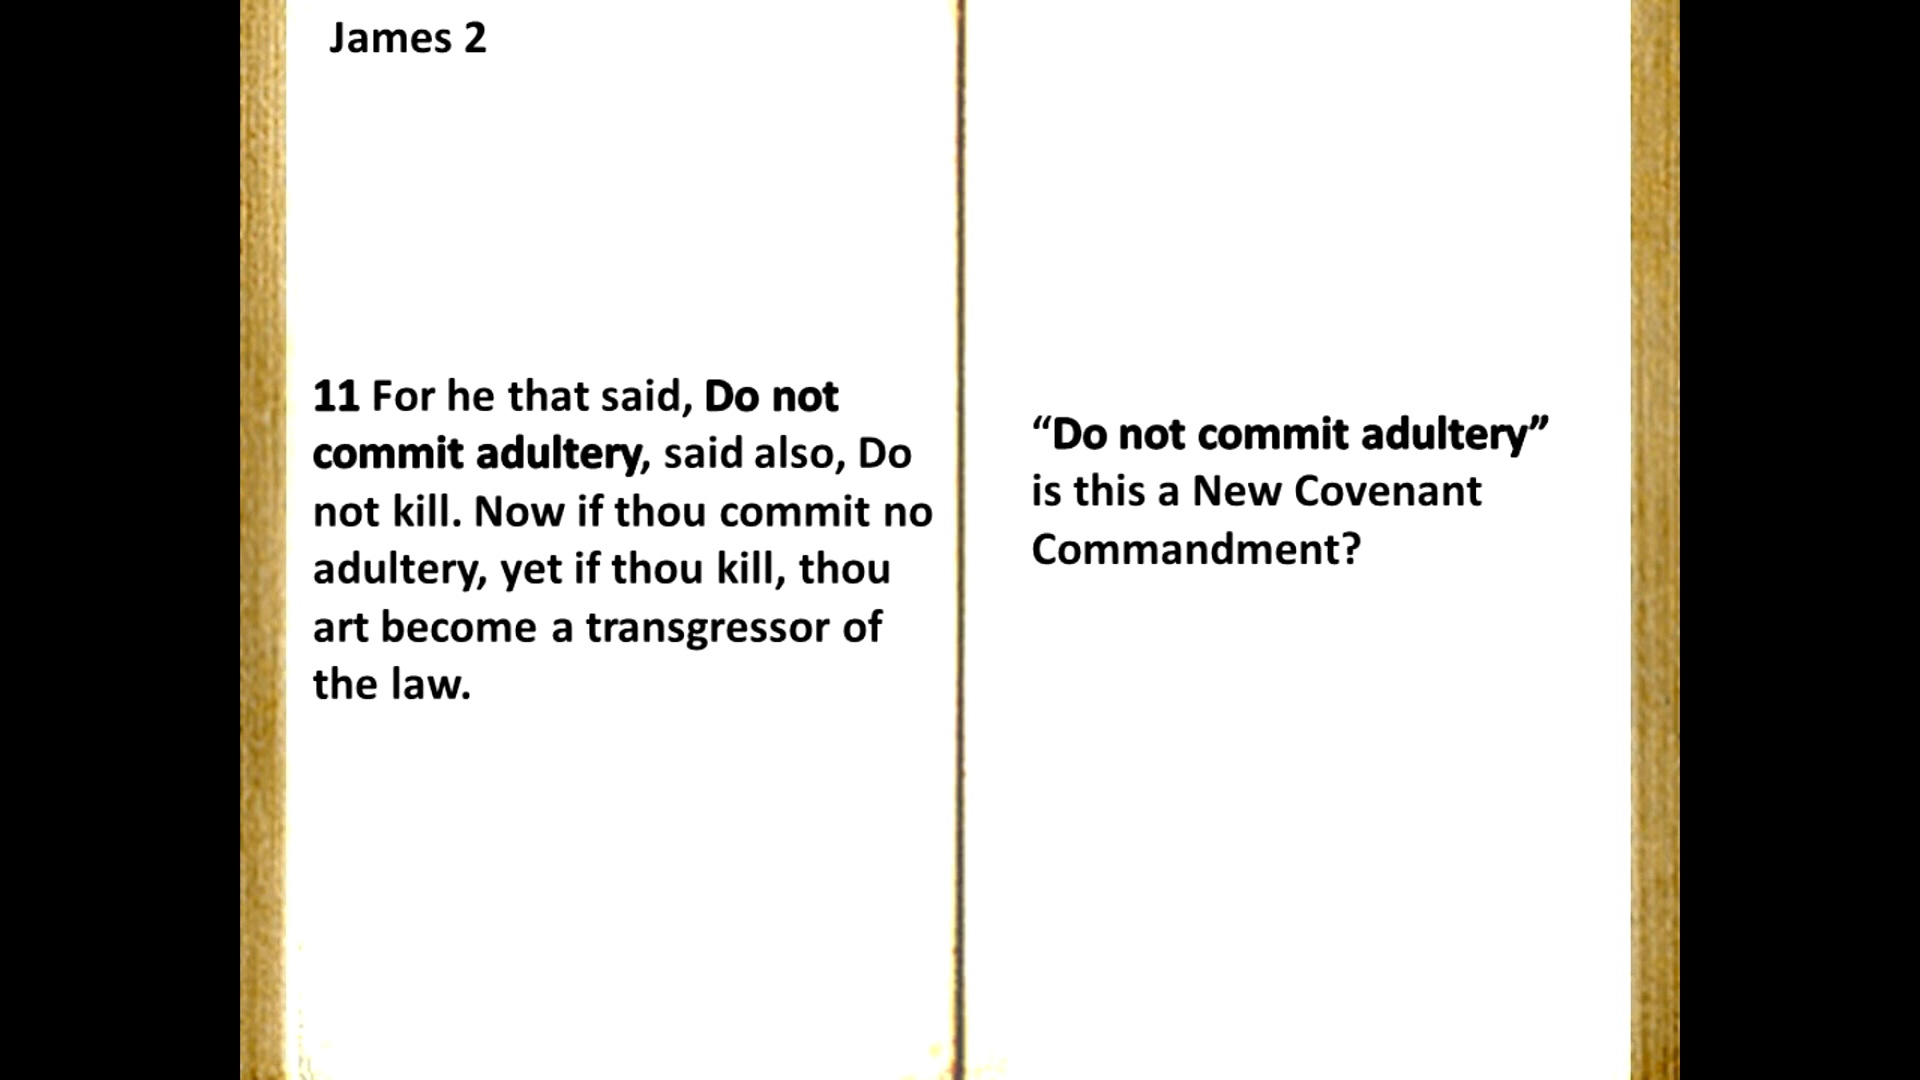 James 2
11 For he that said, Do not
commit adultery, said also, Do
not kill. Now if thou commit no
adultery, yet if thou kill, thou
art become a transgressor of
the law.
“Do not commit adultery”
is this a New Covenant
Commandment?